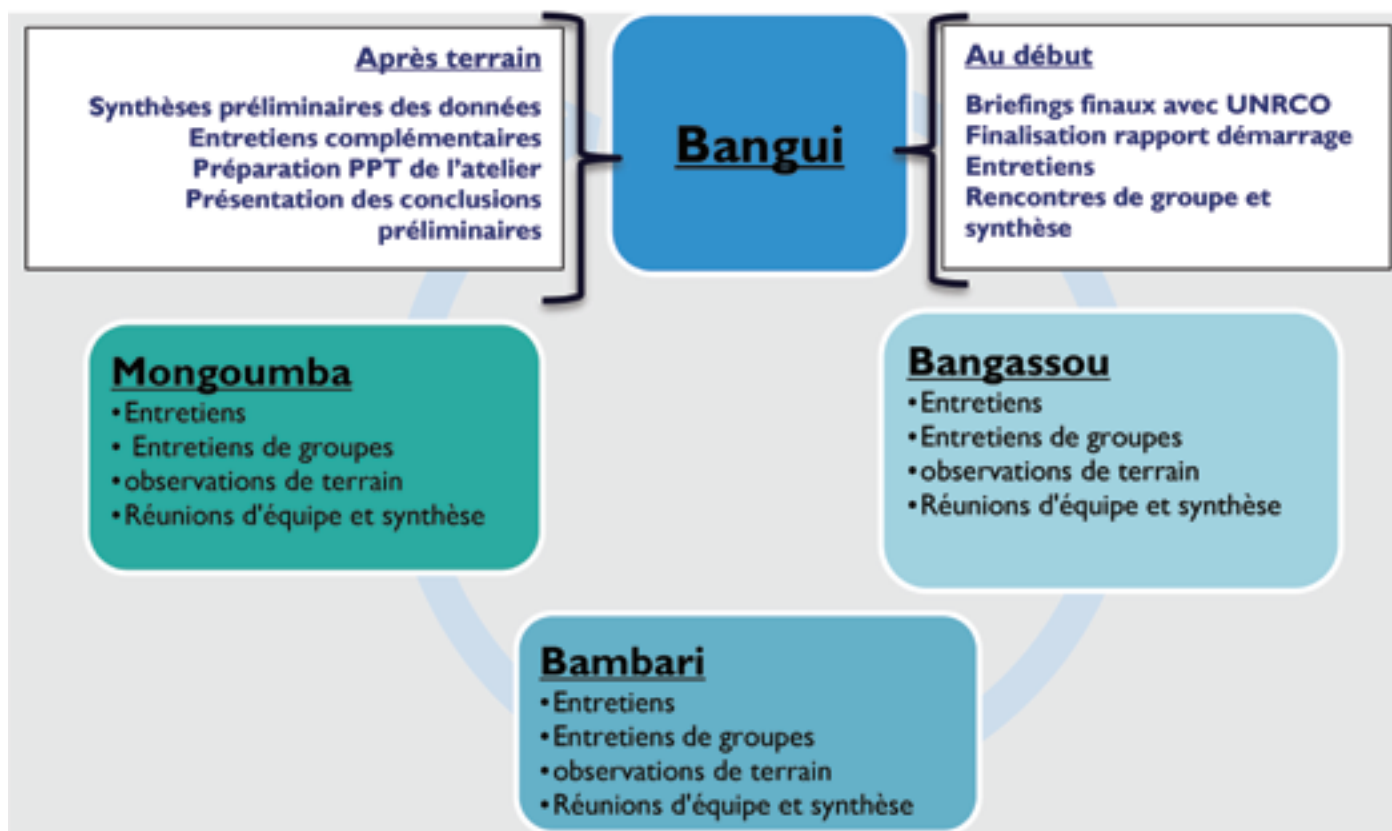 Après terrain
Synthèses préliminaires des données
Entretiens complémentaires
Préparation PPT de l'atelier
Présentation des conclusions
préliminaires
Bangui
Au début
Briefings finaux avec UNRCO
Finalisation rapport démarrage
Entretiens
Rencontres de groupe et
synthèse
Mongoumba
•Entretiens
• Entretiens de groupes
•observations de terrain
•Réunions d'équipe et synthèse
Bangassou
•Entretiens
•Entretiens de groupes
•observations de terrain
•Réunions d'équipe et synthèse
Bambari
•Entretiens
•Entretiens de groupes
•observations de terrain
•Réunions d'équipe et synthèse